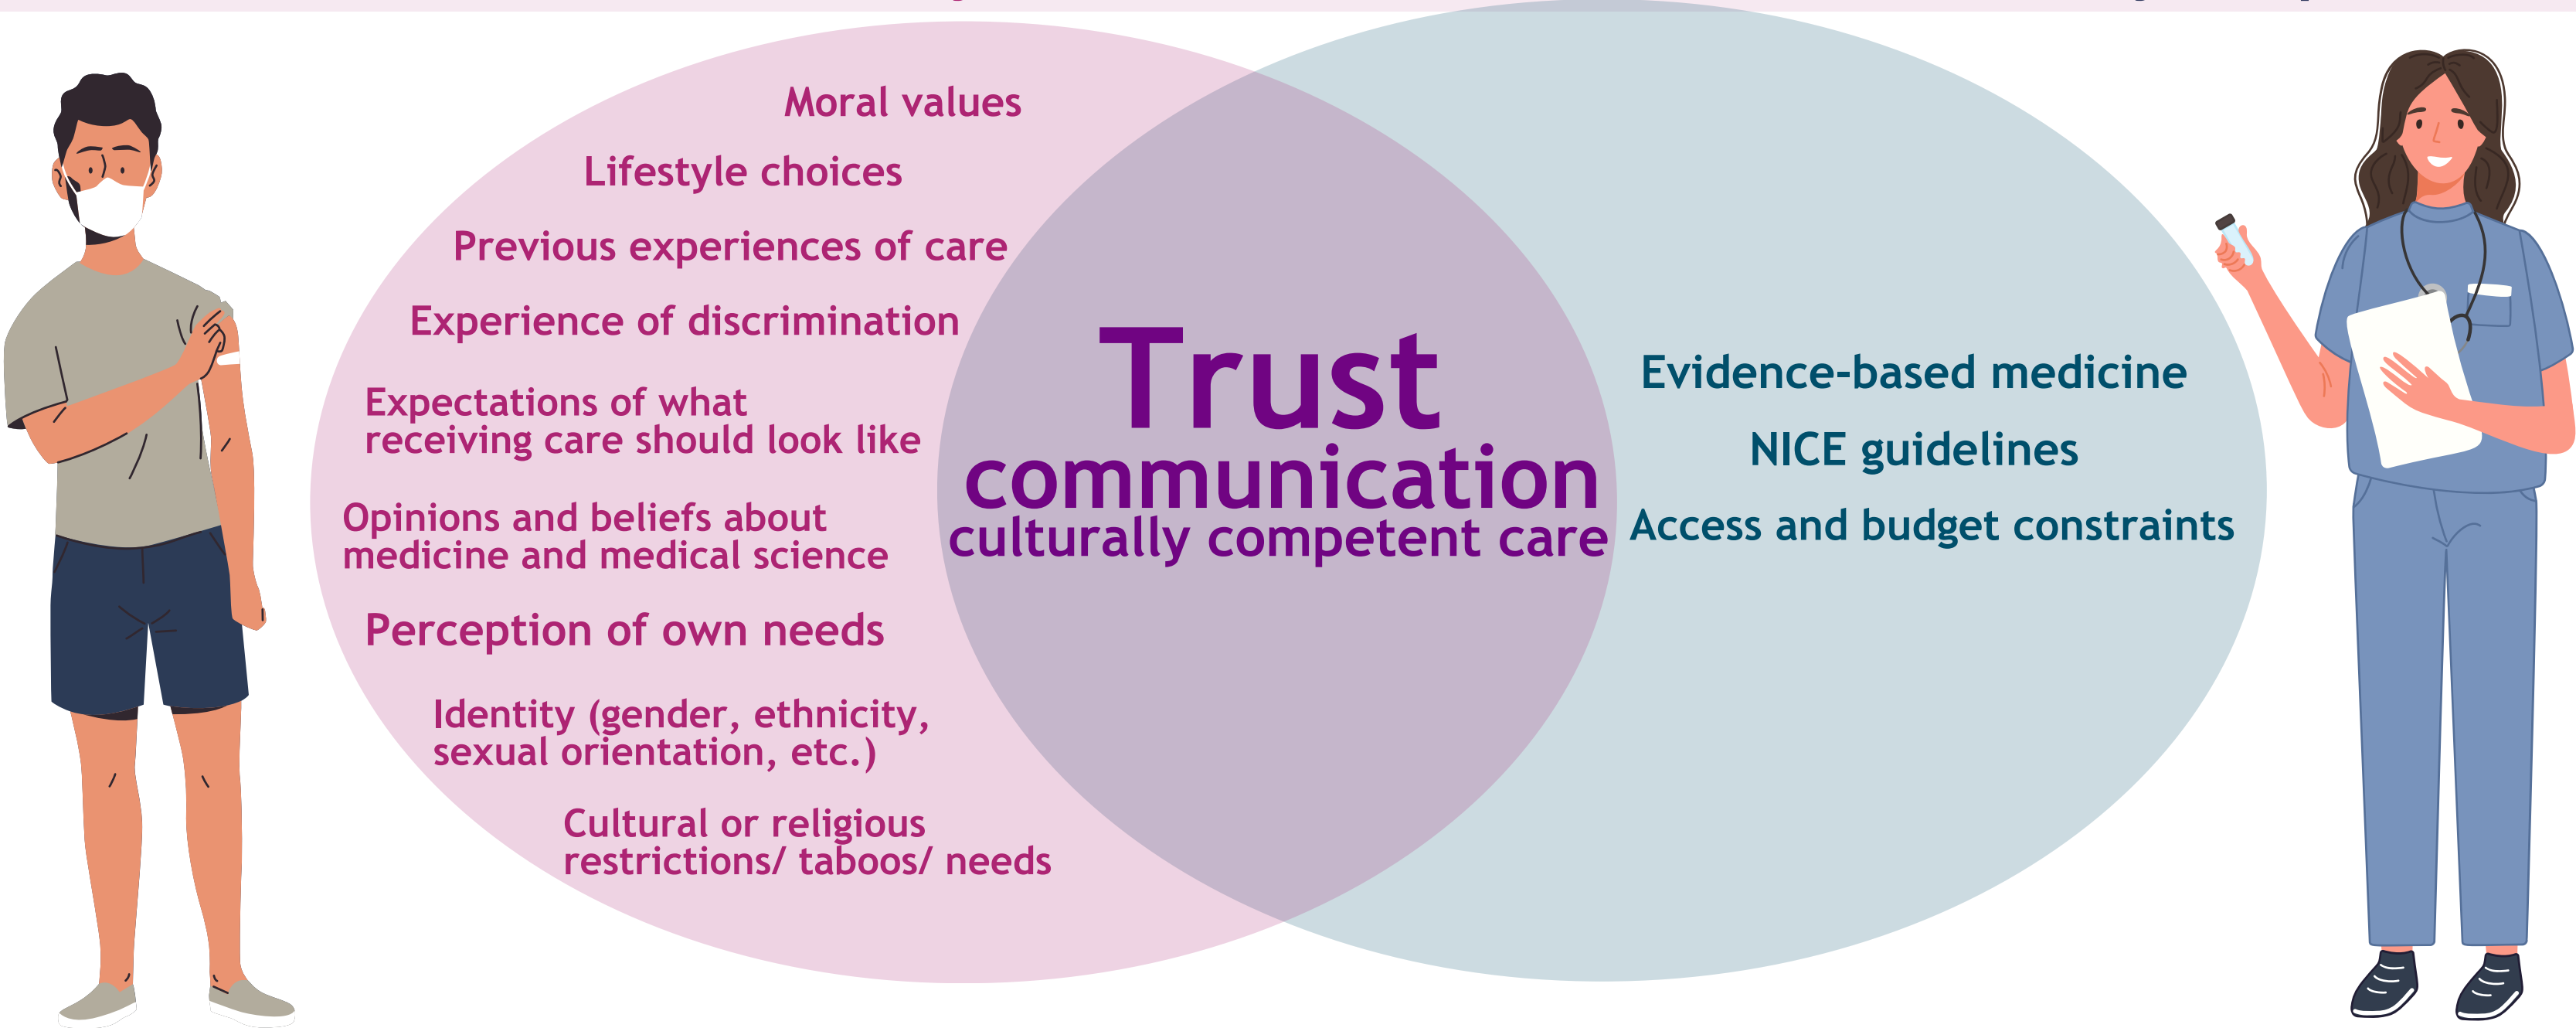 Moral values
Lifestyle choices
Previous experiences of care
Experience of discrimination
Expectations of what
receiving care should look like
Opinions and beliefs about
medicine and medical science
Perception of own needs
Identity (gender, ethnicity,
sexual orientation, etc.)
Cultural or religious
restrictions/ taboos/ needs
Trust
communication
culturally competent care
Evidence-based medicine
NICE guidelines
Access and budget constraints